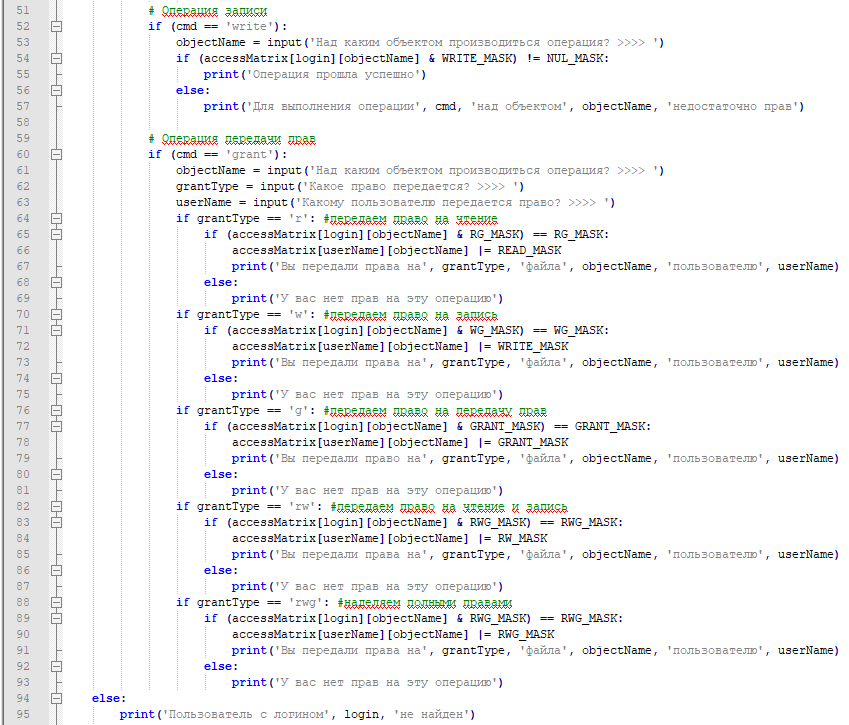 51 # Операция записи
52 if (cmd == 'write'):
53 objectName = input('Над каким объектом производиться операция? >>>> ')
54 if (accessMatrix[login][objectName] & WRITE_MASK) != NUL_MASK:
55 print('Операция прошла успешно')
56 else:
57 print('Для выполнения операции', cmd, 'над объектом', objectName, 'недостаточно прав')
58
59 # Операция передачи прав
60 if (cmd == 'grant'):
61 objectName = input('Над каким объектом производиться операция? >>>> ')
62 grantType = input('Какое право передается? >>>> ')
63 userName = input('Какому пользователю передается право? >>>> ')
64 if grantType == 'r': #передаем право на чтение
65 if (accessMatrix[login][objectName] & RG_MASK) == RG_MASK:
66 accessMatrix[userName][objectName] |= READ_MASK
67 print('Вы передали права на', grantType, 'файла', objectName, 'пользователю', userName)
68 else:
69 print('У вас нет прав на эту операцию')
70 if grantType == 'w': #передаем право на запись
71 if (accessMatrix[login][objectName] & WG_MASK) == WG_MASK:
72 accessMatrix[userName][objectName] |= WRITE_MASK
73 print('Вы передали права на', grantType, 'файла', objectName, 'пользователю', userName)
74 else:
75 print('У вас нет прав на эту операцию')
76 if grantType == 'g': #передаем право на передачу прав
77 if (accessMatrix[login][objectName] & GRANT_MASK) == GRANT_MASK:
78 accessMatrix[userName][objectName] |= GRANT_MASK
79 print('Вы передали право на', grantType, 'файла', objectName, 'пользователю', userName)
80 else:
81 print('У вас нет прав на эту операцию')
82 if grantType == 'rw': #передаем право на чтение и запись
83 if (accessMatrix[login][objectName] & RWG_MASK) == RWG_MASK:
84 accessMatrix[userName][objectName] |= RW_MASK
85 print('Вы передали права на', grantType, 'файла', objectName, 'пользователю', userName)
86 else:
87 print('У вас нет прав на эту операцию')
88 if grantType == 'rwg': #наделяем полными правами
89 if (accessMatrix[login][objectName] & RWG_MASK) == RWG_MASK:
90 accessMatrix[userName][objectName] |= RWG_MASK
91 print('Вы передали права на', grantType, 'файла', objectName, 'пользователю', userName)
92 else:
93 print('У вас нет прав на эту операцию')
94 else:
95 print('Пользователь с логином', login, 'не найден')